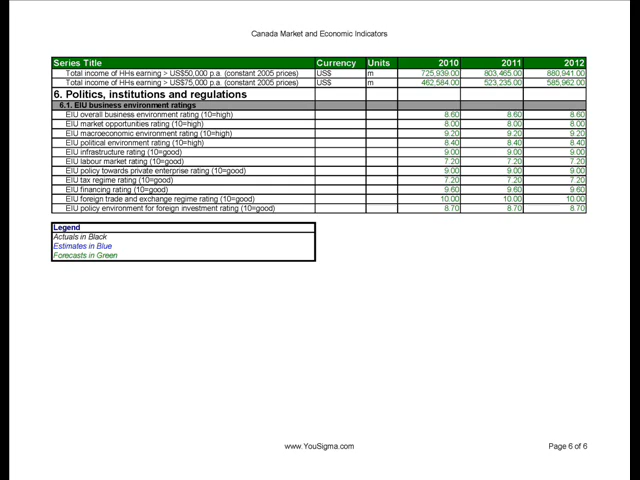 Canada Market and Economic Indicators
Series Title Currency Units 2010 2011 2012
Total income of HHs earning > US$50,000 p.a. (constant 2005 prices) US$ m 725,939.00 803,465.00 880,941.00
Total income of HHs earning > US$75,000 p.a. (constant 2005 prices) US$ m 462,584.00 523,235.00 585,962.00
6. Politics, institutions and regulations
6.1. EIU business environment ratings
EIU overall business environment rating (10=high) 8.60 8.60 8.60
EIU market opportunities rating (10=high) 8.00 8.00 8.00
EIU macroeconomic environment rating (10=high) 9.20 9.20 9.20
EIU political environment rating (10=high) 8.40 8.40 8.40
EIU infrastructure rating (10=good) 9.00 9.00 9.00
EIU labour market rating (10=good) 7.20 7.20 7.20
EIU policy towards private enterprise rating (10=good) 9.00 9.00 9.00
EIU tax regime rating (10=good) 7.20 7.20 7.20
EIU financing rating (10=good) 9.60 9.60 9.60
EIU foreign trade and exchange regime rating (10=good) 10.00 10.00 10.00
EIU policy environment for foreign investment rating (10=good) 8.70 8.70 8.70
Legend
Actuals in Black
Estimates in Blue
Forecasts in Green
www.YouSigma.com Page 6 of 6